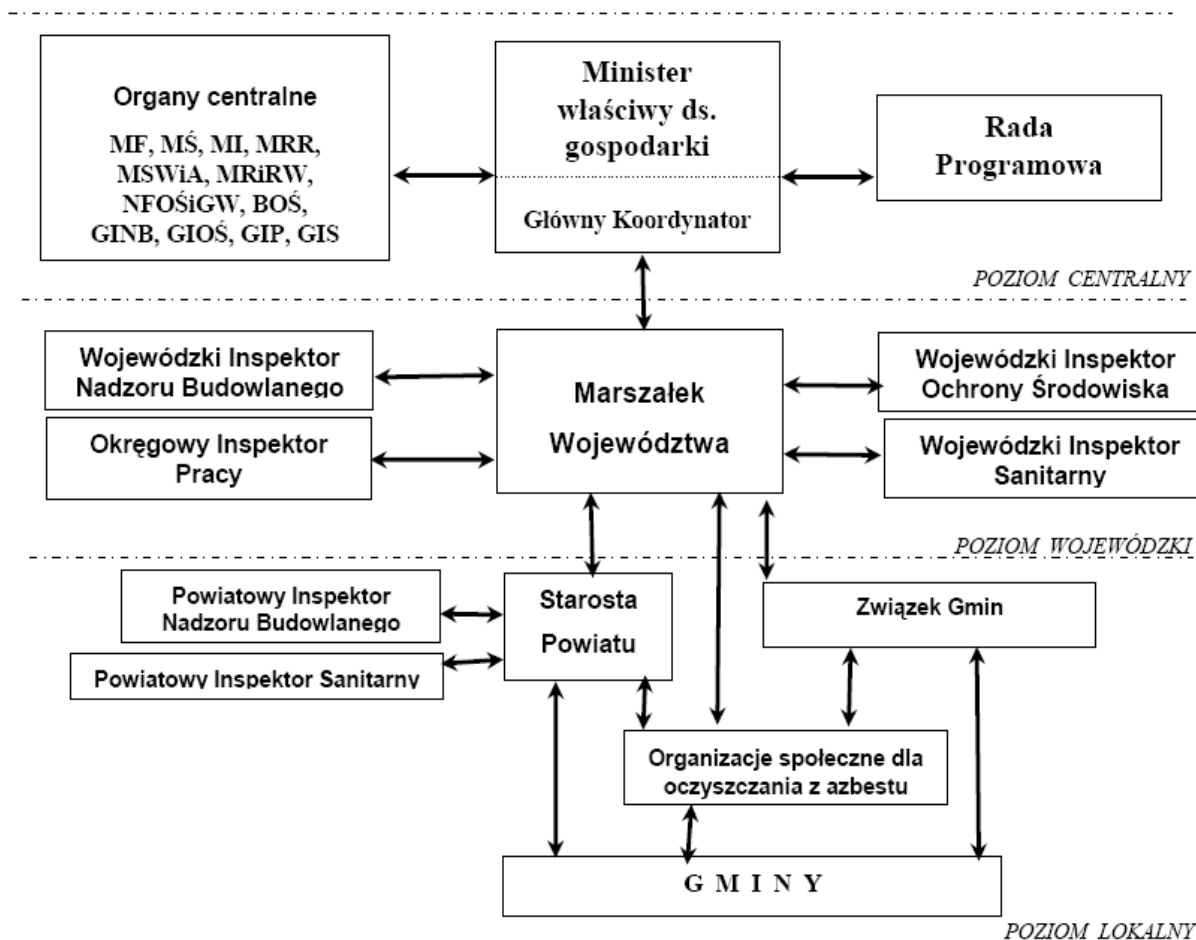 Organy centralne
MF, MŚ, MI, MRR,
MSWiA, MRiRW,
NFOŚiGW, BOŚ,
GINB, GIOŚ, GIP, GIS
Minister
właściwy ds.
gospodarki
Główny Koordynator
Rada
Programowa
POZIOM CENTRALNY
Wojewódzki Inspektor
Nadzoru Budowlanego
Okręgowy Inspektor
Pracy
Marszałek
Województwa
Wojewódzki Inspektor
Ochrony Środowiska
Wojewódzki Inspektor
Sanitarny
POZIOM WOJEWÓDZKI
Powiatowy Inspektor
Nadzoru Budowlanego
Powiatowy Inspektor Sanitarny
Starosta
Powiatu
Związek Gmin
Organizacje społeczne dla
oczyszczania z azbestu
G M I N Y
POZIOM LOKALNY